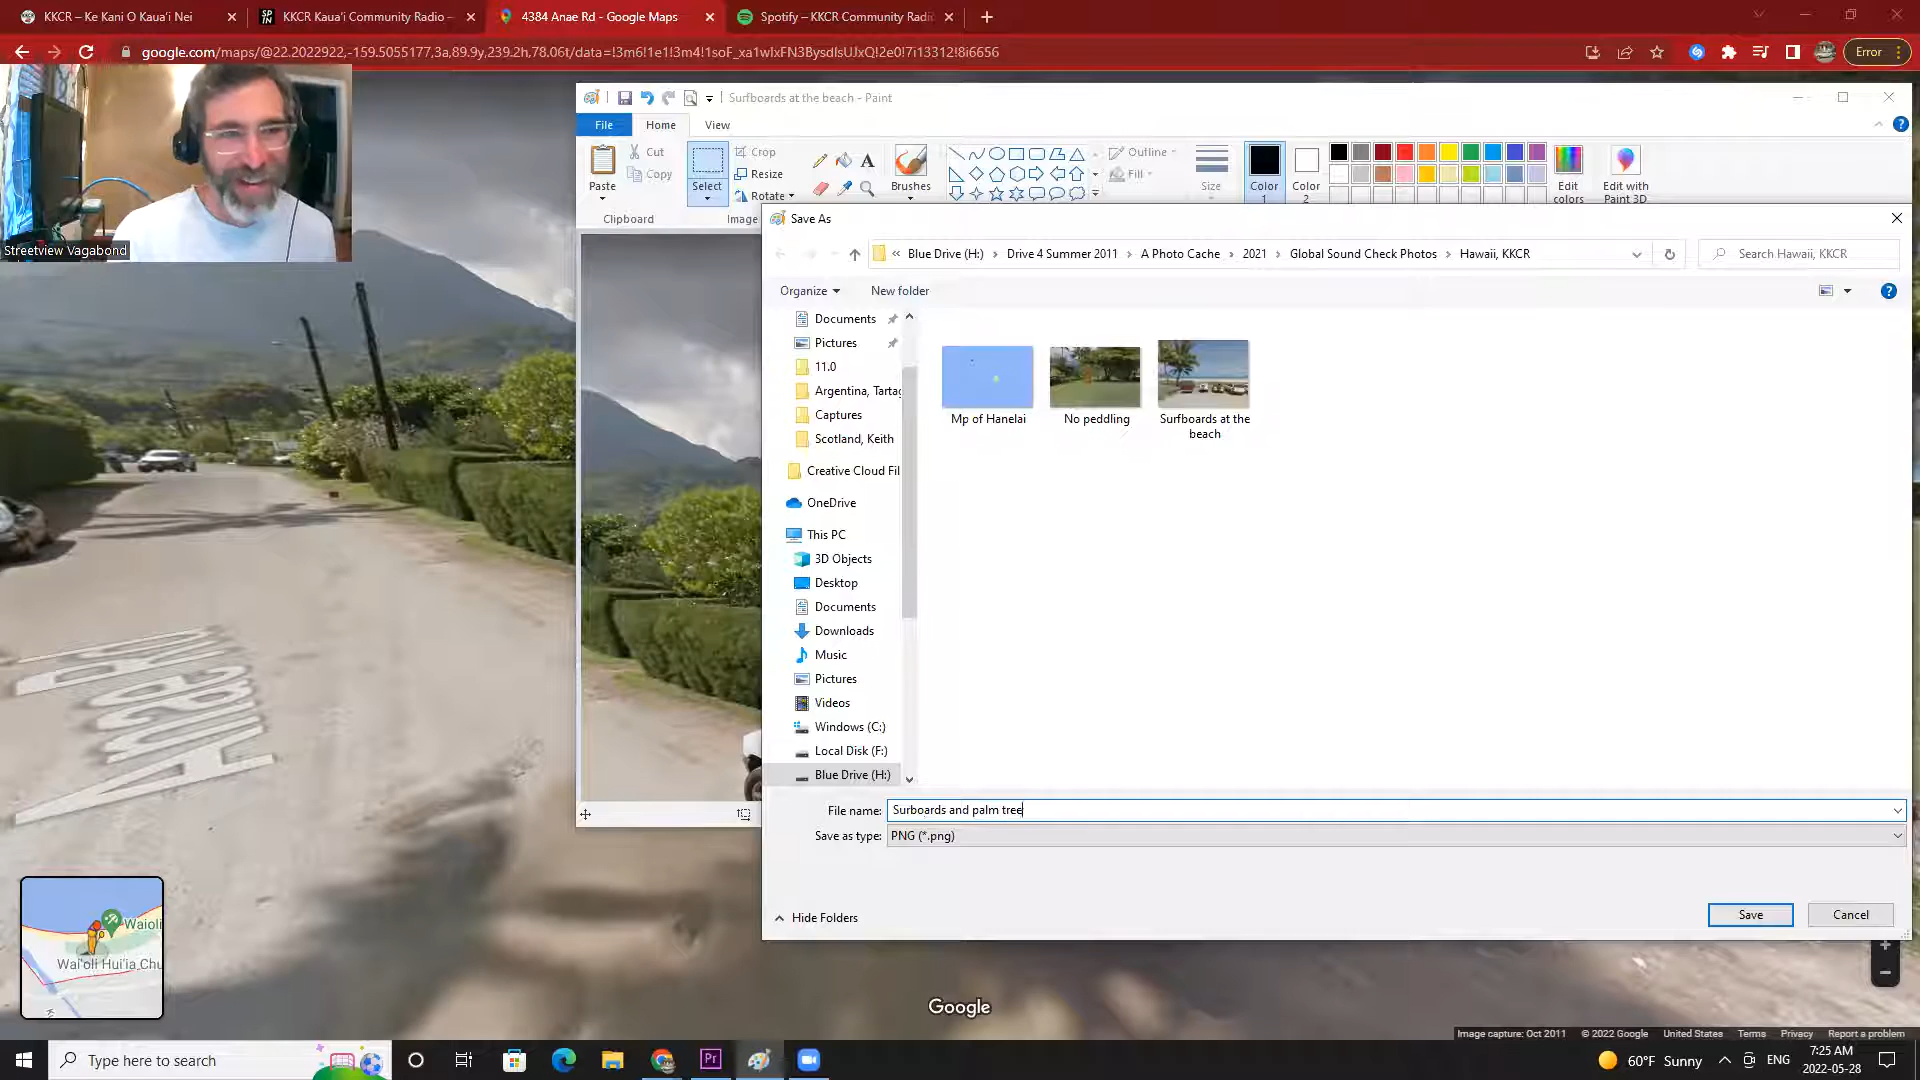 KKCR – Ke Kani O Kaua'i Nei
KKCR Kaua'i Community Radio –
4384 Anae Rd - Google Maps
Spotify – KKCR Community Radio
google.com/maps/@22.2022922,-159.5055177,3a,89.9y,239.2h,78.06t/data=!3m6!1e1!3m4!1soF_xa1wIxFN3BysdIsUJxQ!2e0!7i13312!8i6656
Error
Streetview Vagabond
Surfboards at the beach - Paint
File
Home
View
Paste
Cut
Copy
Clipboard
Select
Crop
Resize
Rotate
Image
Brushes
Outline
Fill
Size
Color
1
Color
2
Edit
colors
Edit with
Paint 3D
Save As
« Blue Drive (H:) › Drive 4 Summer 2011 › A Photo Cache › 2021 › Global Sound Check Photos › Hawaii, KKCR
Search Hawaii, KKCR
Organize
New folder
Documents
Pictures
11.0
Argentina, Tartag
Captures
Scotland, Keith
Creative Cloud Fil
OneDrive
This PC
3D Objects
Desktop
Documents
Downloads
Music
Pictures
Videos
Windows (C:)
Local Disk (F:)
Blue Drive (H:)
Mp of Hanelai
No peddling
Surfboards at the
beach
File name: Surboards and palm tree
Save as type: PNG (*.png)
Hide Folders
Save
Cancel
Waioli
Wai'oli Hui'ia Chu
Google
Image capture: Oct 2011
© 2022 Google
United States
Terms
Privacy
Report a problem
Type here to search
Pr
60°F Sunny
ENG
7:25 AM
2022-05-28